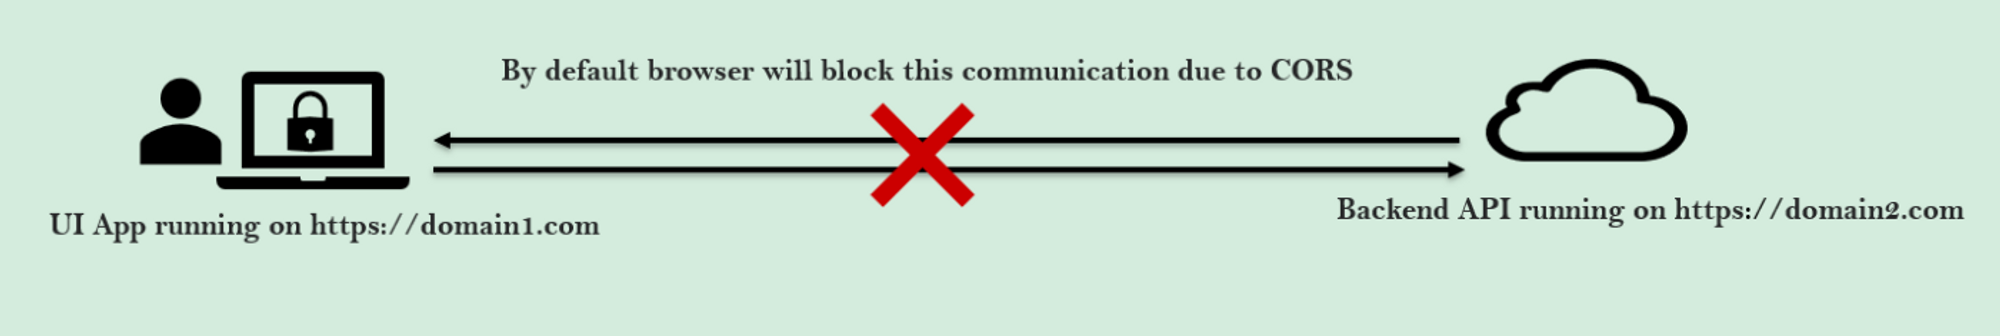 By default browser will block this communication due to CORS
UI App running on https://domain1.com
Backend API running on https://domain2.com